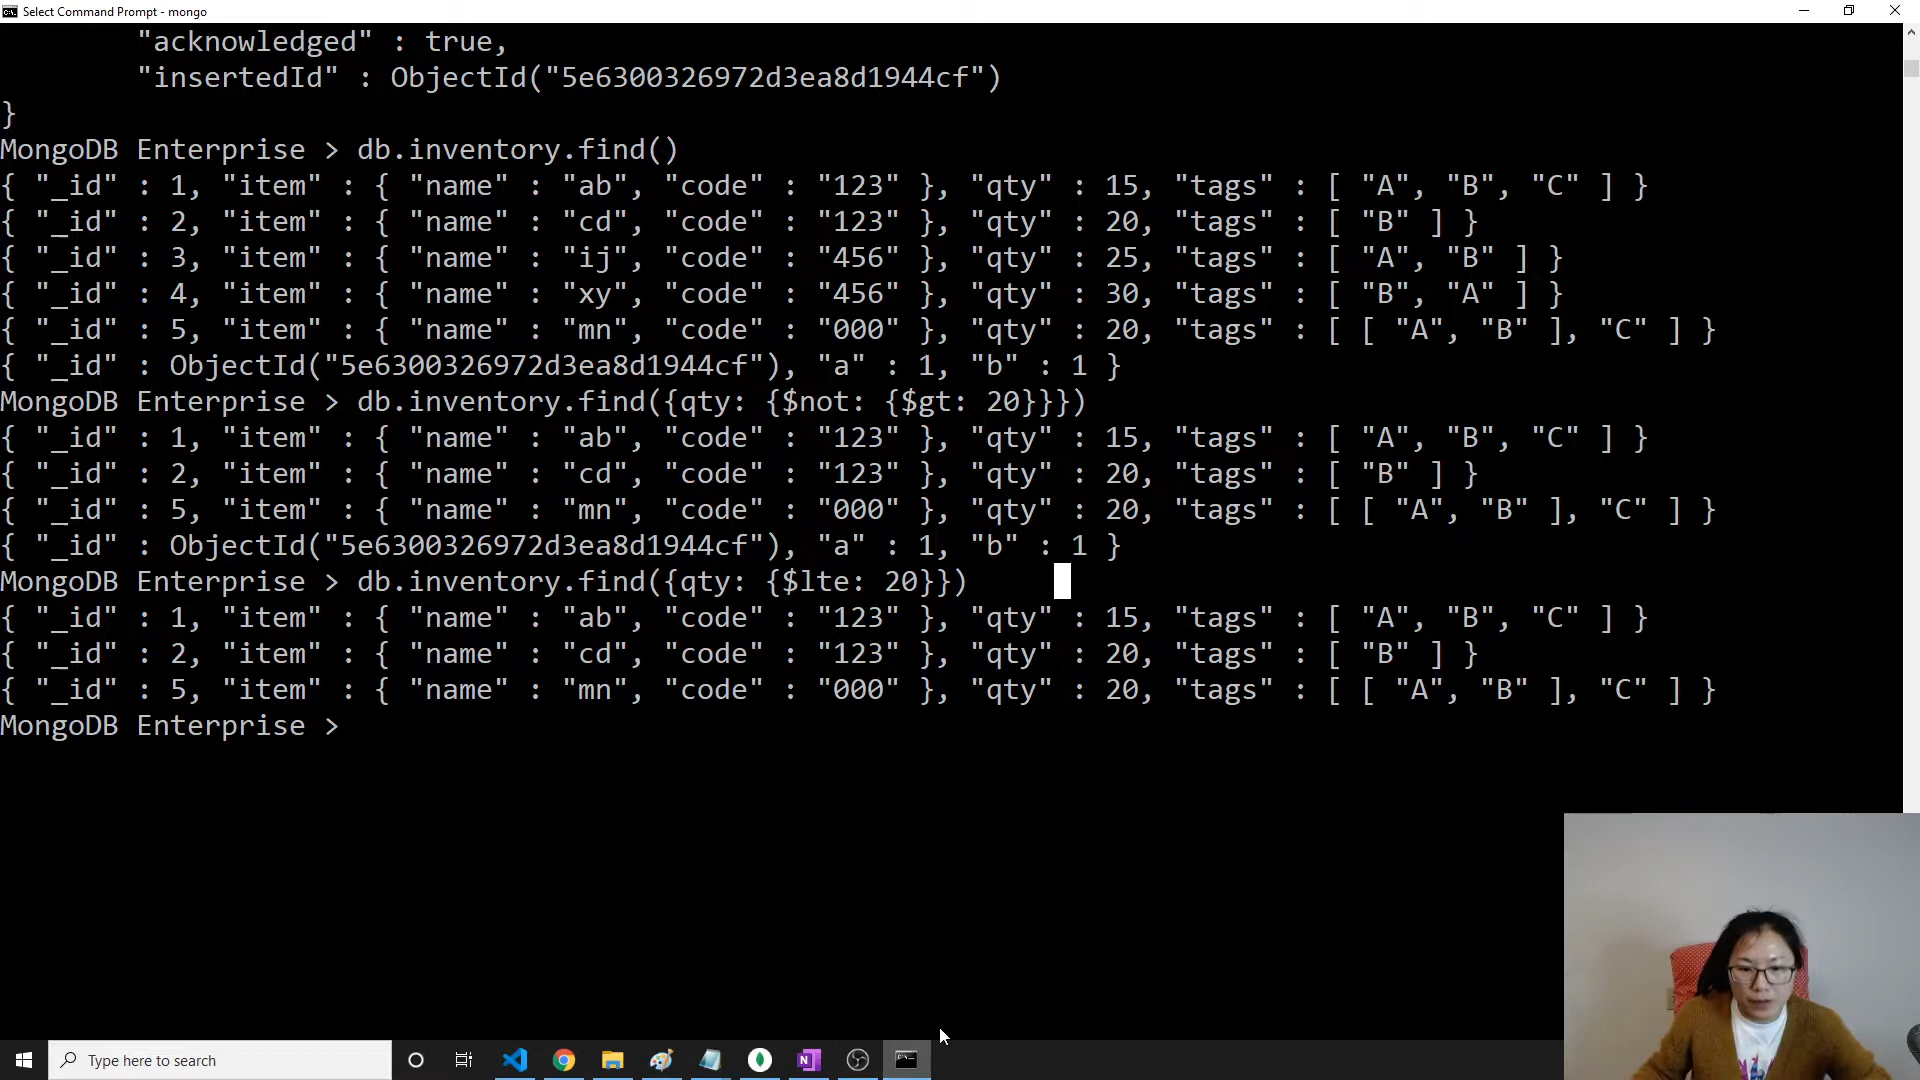 Select Command Prompt - mongo
"acknowledged" : true,
"insertedId" : ObjectId("5e6300326972d3ea8d1944cf")
}
MongoDB Enterprise > db.inventory.find()
{ "_id" : 1, "item" : { "name" : "ab", "code" : "123" }, "qty" : 15, "tags" : [ "A", "B", "C" ] }
{ "_id" : 2, "item" : { "name" : "cd", "code" : "123" }, "qty" : 20, "tags" : [ "B" ] }
{ "_id" : 3, "item" : { "name" : "ij", "code" : "456" }, "qty" : 25, "tags" : [ "A", "B" ] }
{ "_id" : 4, "item" : { "name" : "xy", "code" : "456" }, "qty" : 30, "tags" : [ "B", "A" ] }
{ "_id" : 5, "item" : { "name" : "mn", "code" : "000" }, "qty" : 20, "tags" : [ [ "A", "B" ], "C" ] }
{ "_id" : ObjectId("5e6300326972d3ea8d1944cf"), "a" : 1, "b" : 1 }
MongoDB Enterprise > db.inventory.find({qty: {$not: {$gt: 20}}})
{ "_id" : 1, "item" : { "name" : "ab", "code" : "123" }, "qty" : 15, "tags" : [ "A", "B", "C" ] }
{ "_id" : 2, "item" : { "name" : "cd", "code" : "123" }, "qty" : 20, "tags" : [ "B" ] }
{ "_id" : 5, "item" : { "name" : "mn", "code" : "000" }, "qty" : 20, "tags" : [ [ "A", "B" ], "C" ] }
{ "_id" : ObjectId("5e6300326972d3ea8d1944cf"), "a" : 1, "b" : 1 }
MongoDB Enterprise > db.inventory.find({qty: {$lte: 20}})
{ "_id" : 1, "item" : { "name" : "ab", "code" : "123" }, "qty" : 15, "tags" : [ "A", "B", "C" ] }
{ "_id" : 2, "item" : { "name" : "cd", "code" : "123" }, "qty" : 20, "tags" : [ "B" ] }
{ "_id" : 5, "item" : { "name" : "mn", "code" : "000" }, "qty" : 20, "tags" : [ [ "A", "B" ], "C" ] }
MongoDB Enterprise >
Type here to search